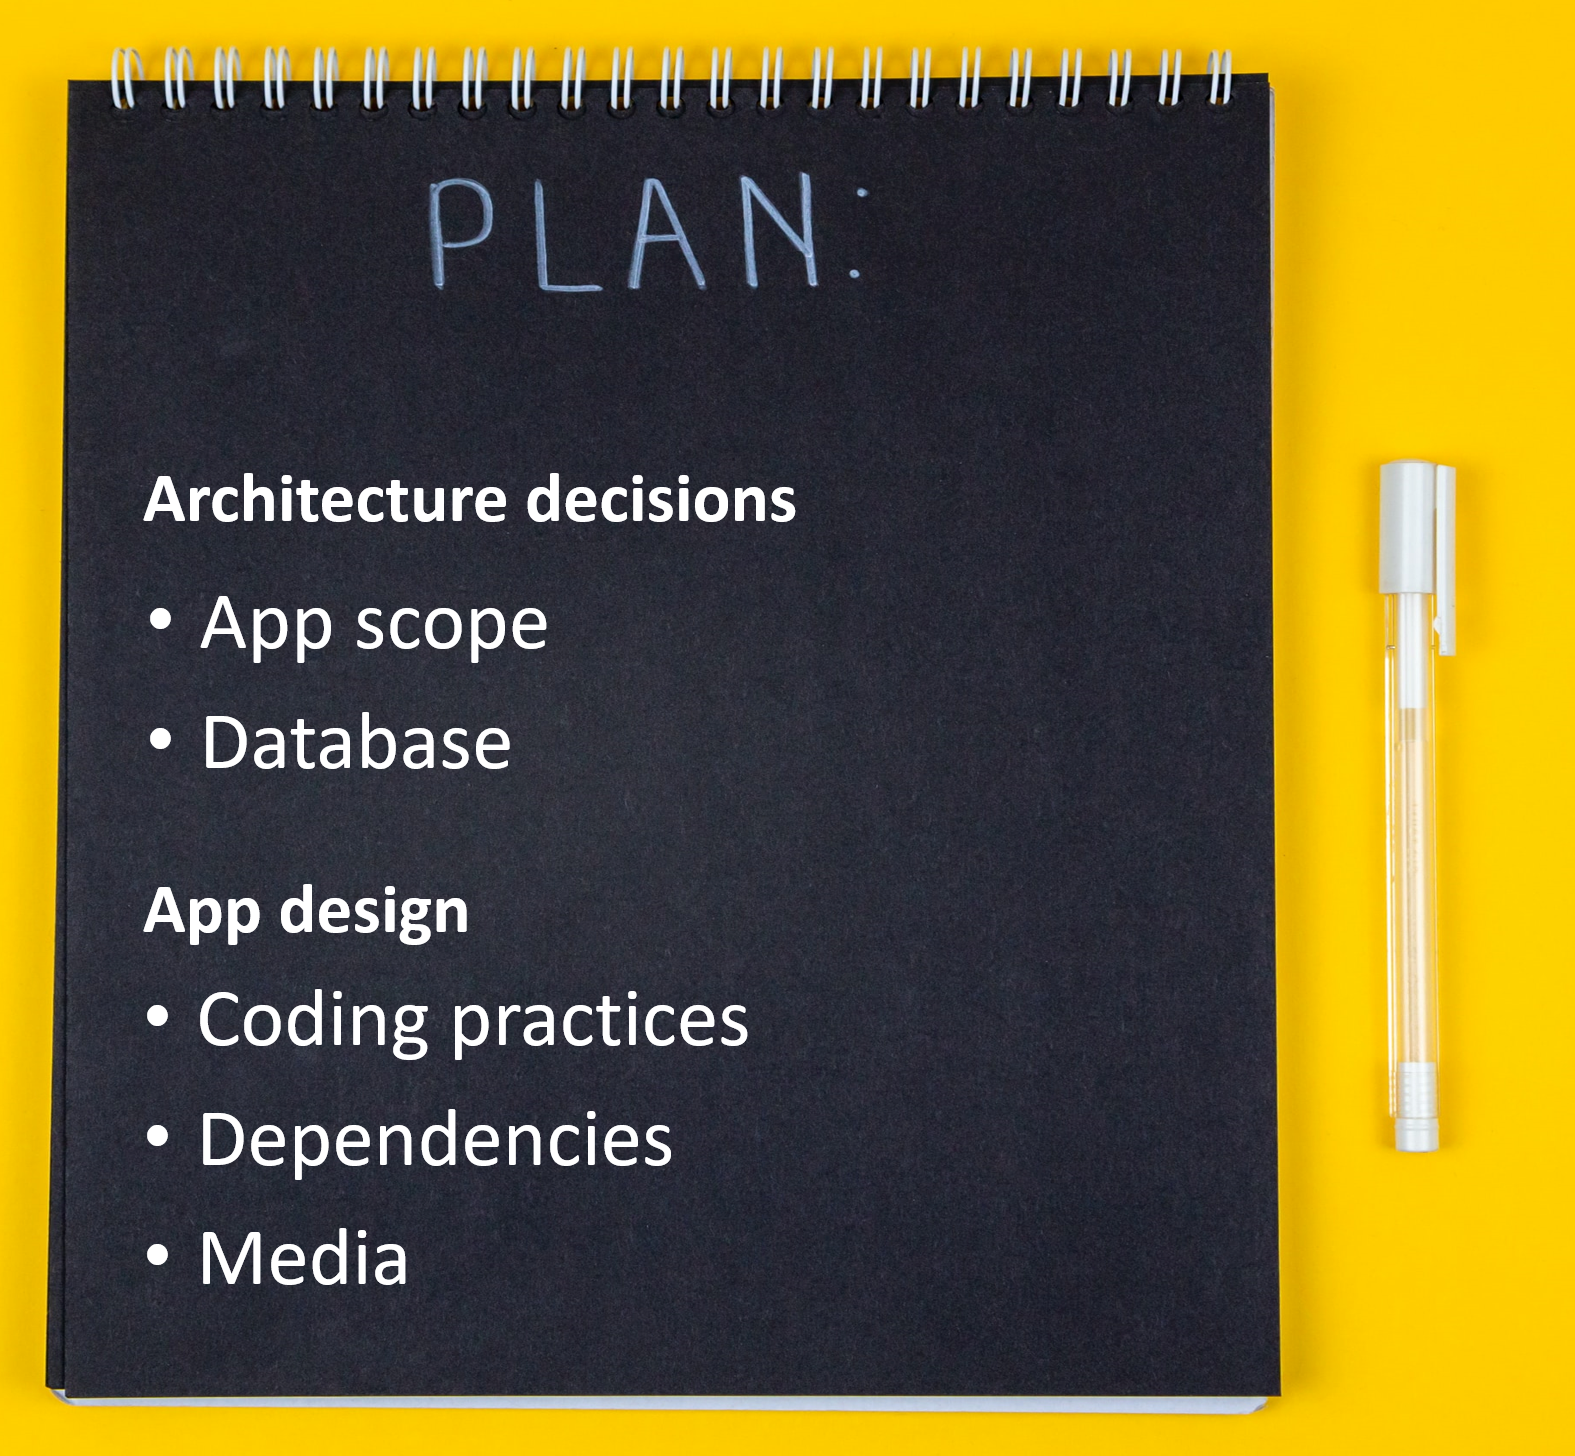 PLAN:
Architecture decisions
• App scope
• Database
App design
• Coding practices
• Dependencies
• Media